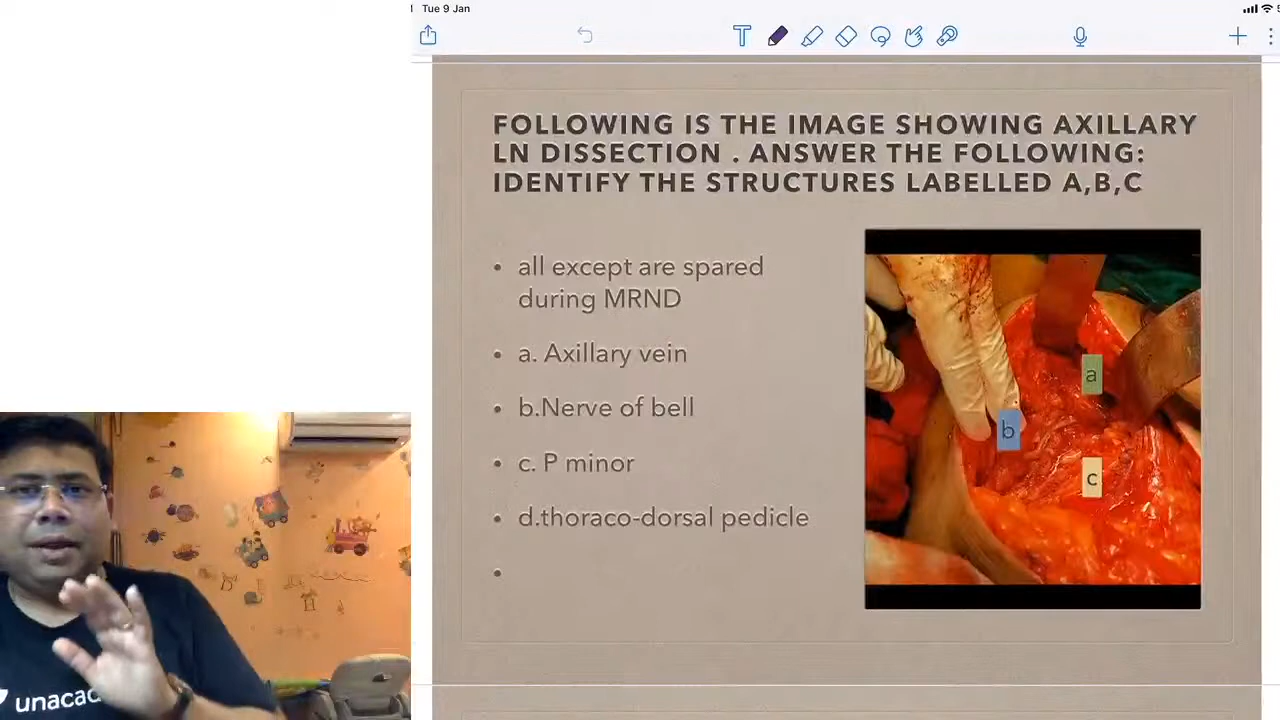 Tue 9 Jan
FOLLOWING IS THE IMAGE SHOWING AXILLARY
LN DISSECTION . ANSWER THE FOLLOWING:
IDENTIFY THE STRUCTURES LABELLED A,B,C
• all except are spared
during MRND
• a. Axillary vein
• b.Nerve of bell
• c. P minor
• d.thoraco-dorsal pedicle
•
a
b
c
unacad